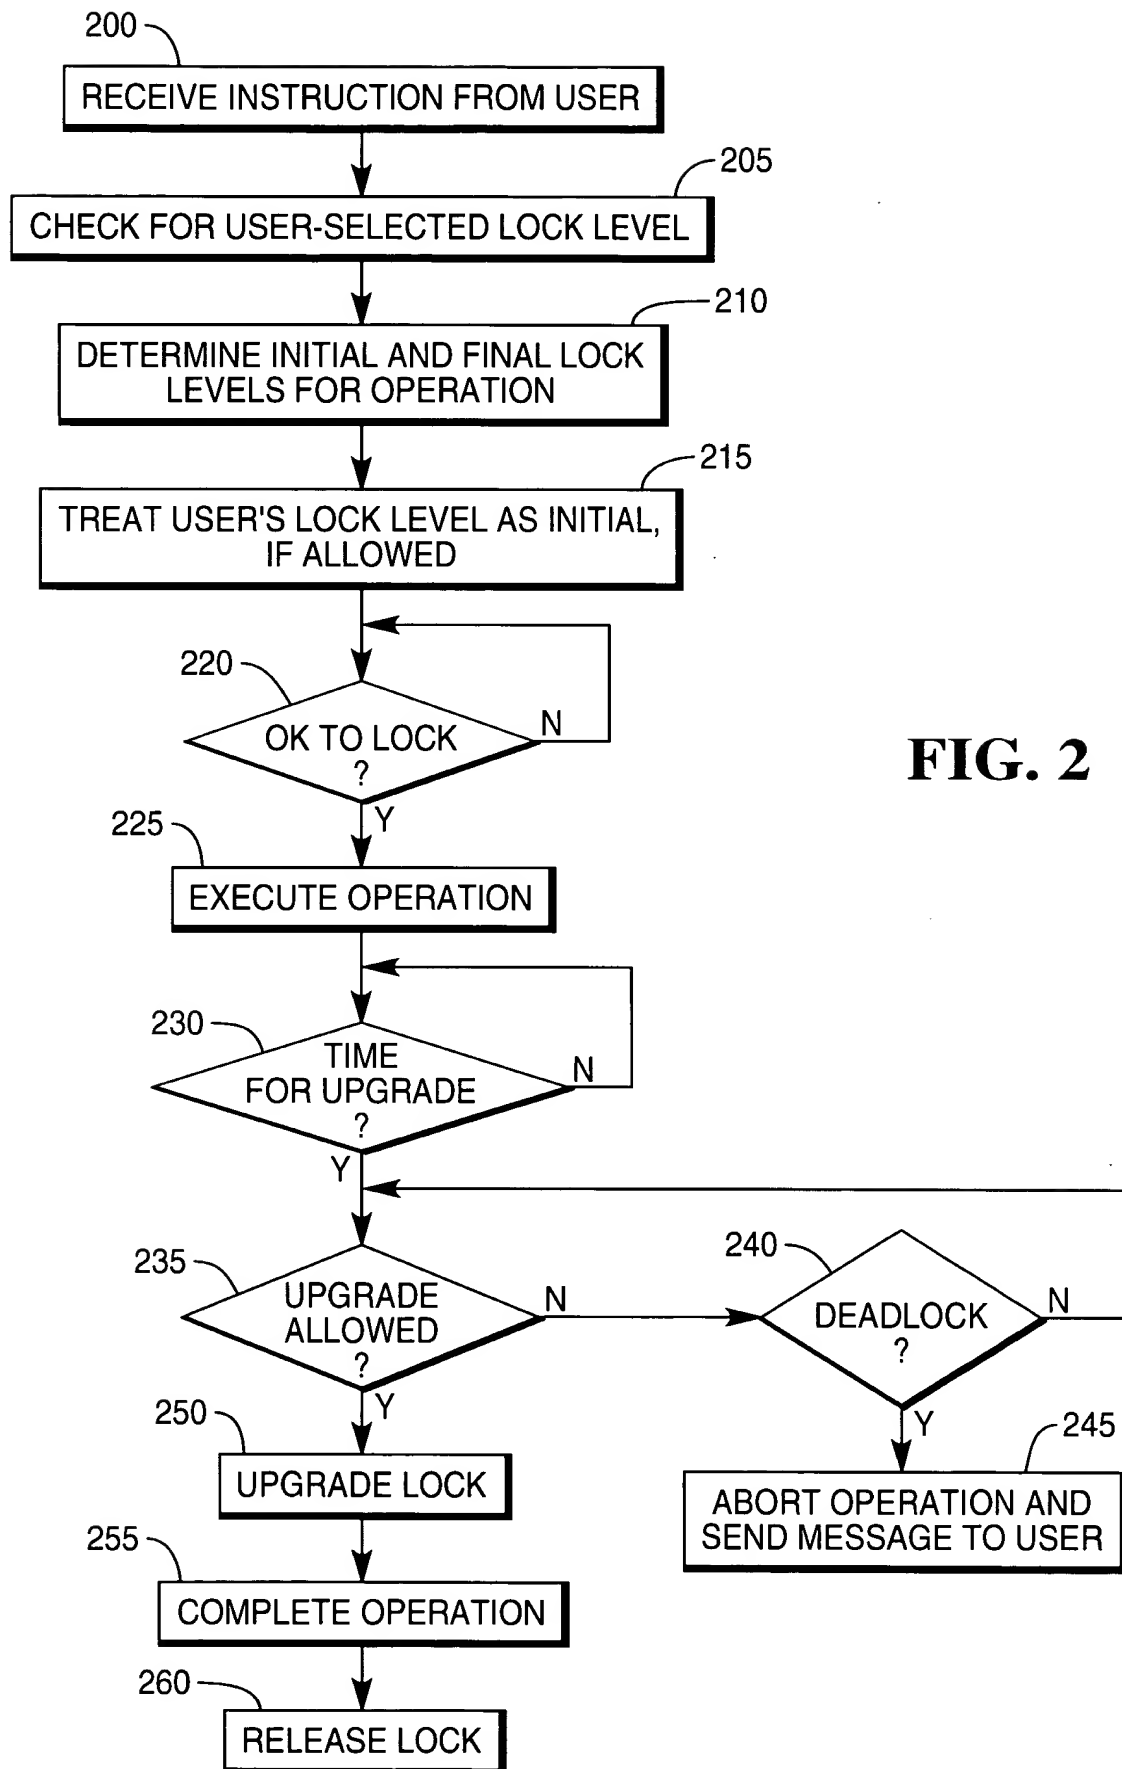 200
RECEIVE INSTRUCTION FROM USER
205
CHECK FOR USER-SELECTED LOCK LEVEL
210
DETERMINE INITIAL AND FINAL LOCK
LEVELS FOR OPERATION
215
TREAT USER'S LOCK LEVEL AS INITIAL,
IF ALLOWED
220
OK TO LOCK
?
N
Y
FIG. 2
225
EXECUTE OPERATION
230
TIME
FOR UPGRADE
?
N
Y
235
UPGRADE
ALLOWED
?
N
Y
240
DEADLOCK
?
N
Y
245
ABORT OPERATION AND
SEND MESSAGE TO USER
250
UPGRADE LOCK
255
COMPLETE OPERATION
260
RELEASE LOCK